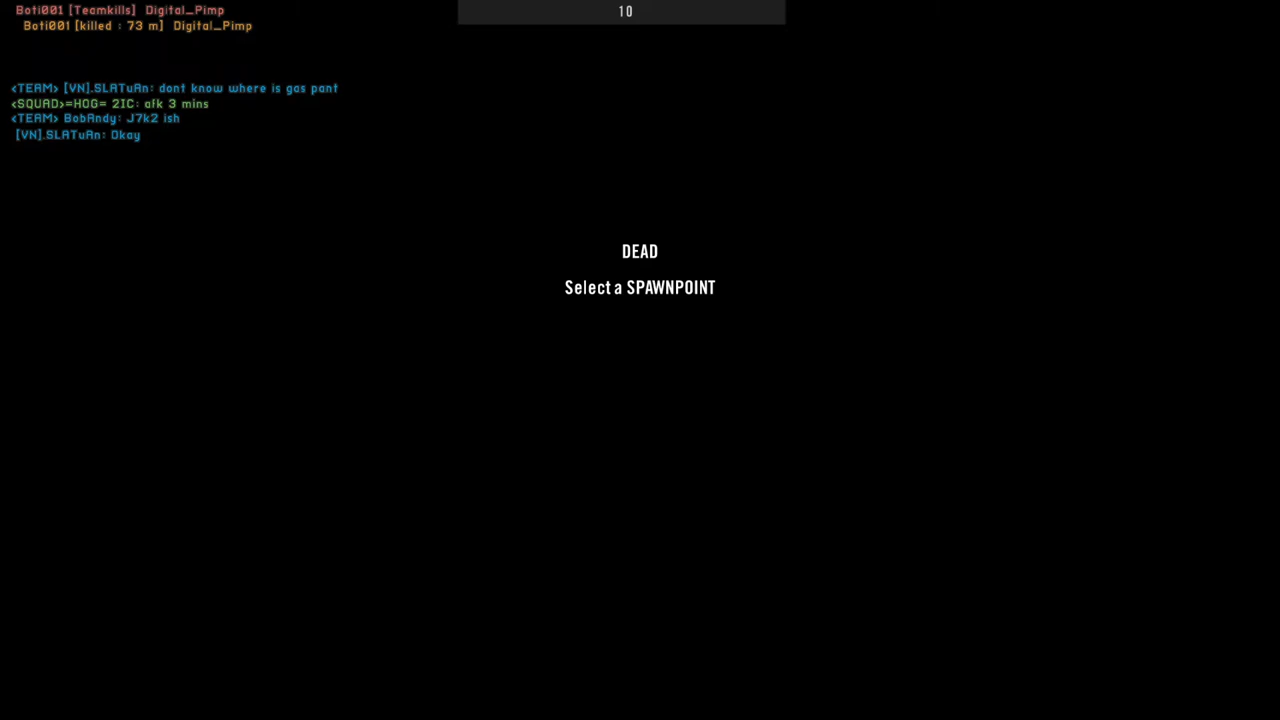 Boti001 [Teamkills] Digital_Pimp
Boti001 [killed : 73 m] Digital_Pimp
10
<TEAM> [VN].SLATuAn: dont know where is gas pant
<SQUAD>=HOG= 2IC: afk 3 mins
<TEAM> BobAndy: J7k2 ish
[VN].SLATuAn: Okay
DEAD
Select a SPAWNPOINT